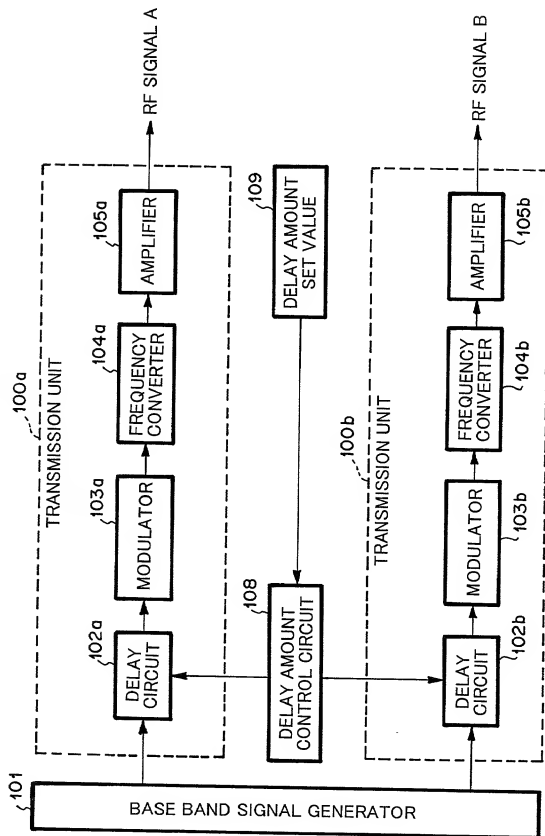 101
BASE BAND SIGNAL GENERATOR
100a
TRANSMISSION UNIT
102a
DELAY
CIRCUIT
103a
MODULATOR
104a
FREQUENCY
CONVERTER
105a
AMPLIFIER
RF SIGNAL A
108
DELAY AMOUNT
CONTROL CIRCUIT
109
DELAY AMOUNT
SET VALUE
100b
TRANSMISSION UNIT
DELAY
CIRCUIT
102b
MODULATOR
103b
FREQUENCY
CONVERTER
104b
AMPLIFIER
105b
RF SIGNAL B